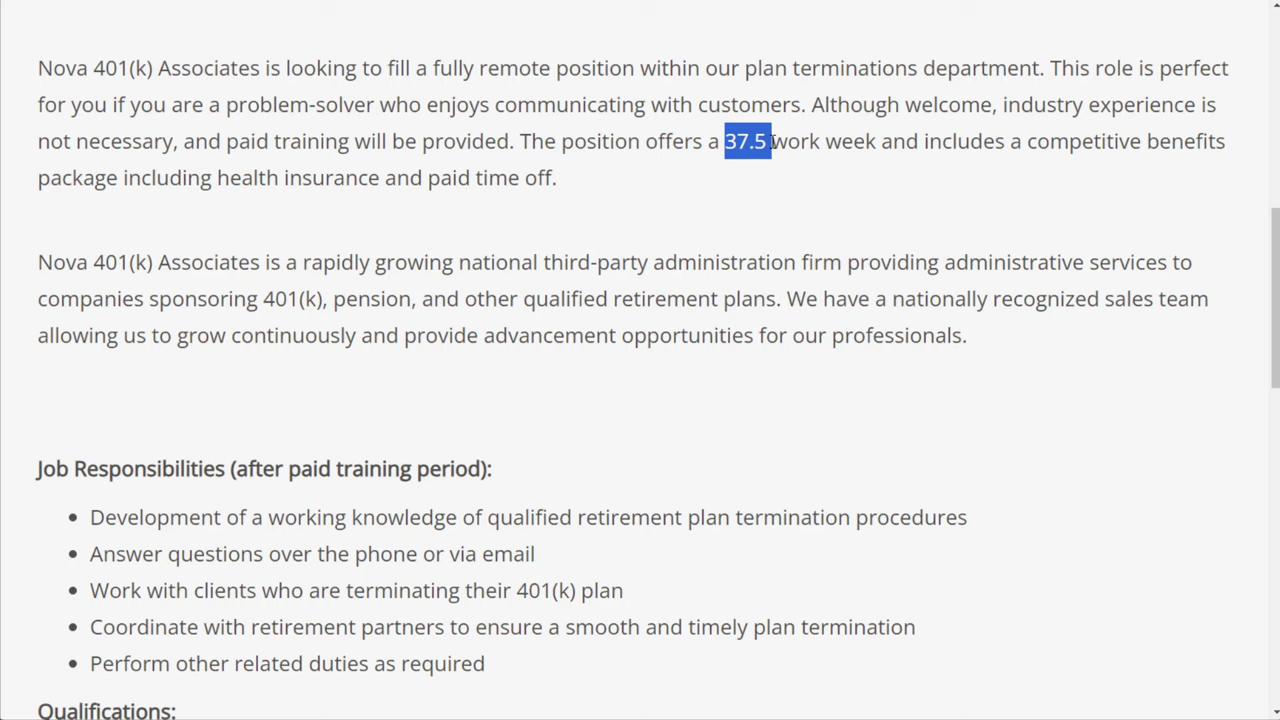 Nova 401(k) Associates is looking to fill a fully remote position within our plan terminations department. This role is perfect
for you if you are a problem-solver who enjoys communicating with customers. Although welcome, industry experience is
not necessary, and paid training will be provided. The position offers a 37.5 work week and includes a competitive benefits
package including health insurance and paid time off.
Nova 401(k) Associates is a rapidly growing national third-party administration firm providing administrative services to
companies sponsoring 401(k), pension, and other qualified retirement plans. We have a nationally recognized sales team
allowing us to grow continuously and provide advancement opportunities for our professionals.
Job Responsibilities (after paid training period):
• Development of a working knowledge of qualified retirement plan termination procedures
• Answer questions over the phone or via email
• Work with clients who are terminating their 401(k) plan
• Coordinate with retirement partners to ensure a smooth and timely plan termination
• Perform other related duties as required
Qualifications: